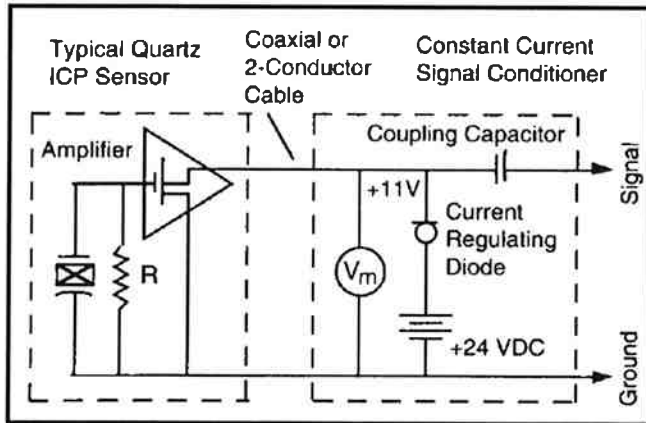 Typical Quartz
ICP Sensor
Coaxial or
2-Conductor
Cable
Constant Current
Signal Conditioner
Amplifier
Coupling Capacitor
Signal
+11V
Current
Regulating
Diode
R
Vm
+24 VDC
Ground